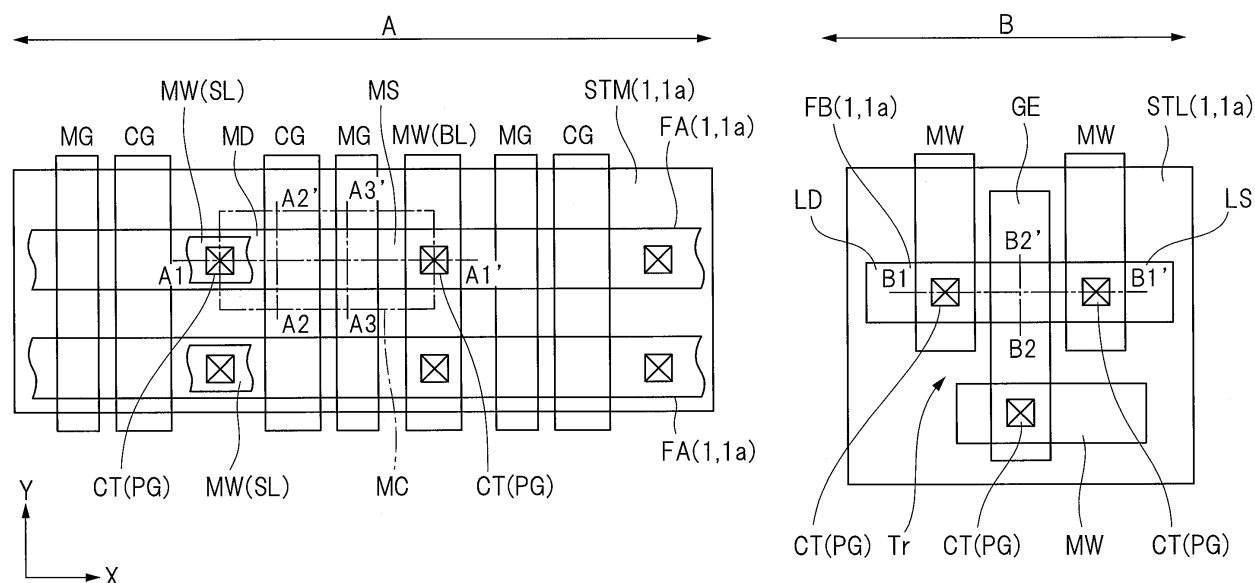 A
B
MW(SL)
MS
STM(1,1a)
FB(1,1a)
GE
STL(1,1a)
MG CG MD CG MG MW(BL) MG CG FA(1,1a)
MW MW
A2' A3'
LD LS
A1 A1'
B1 B2' B1'
A2 A3
B2
FA(1,1a)
CT(PG) MW(SL) MC CT(PG)
Y
X
CT(PG) Tr CT(PG) MW CT(PG)